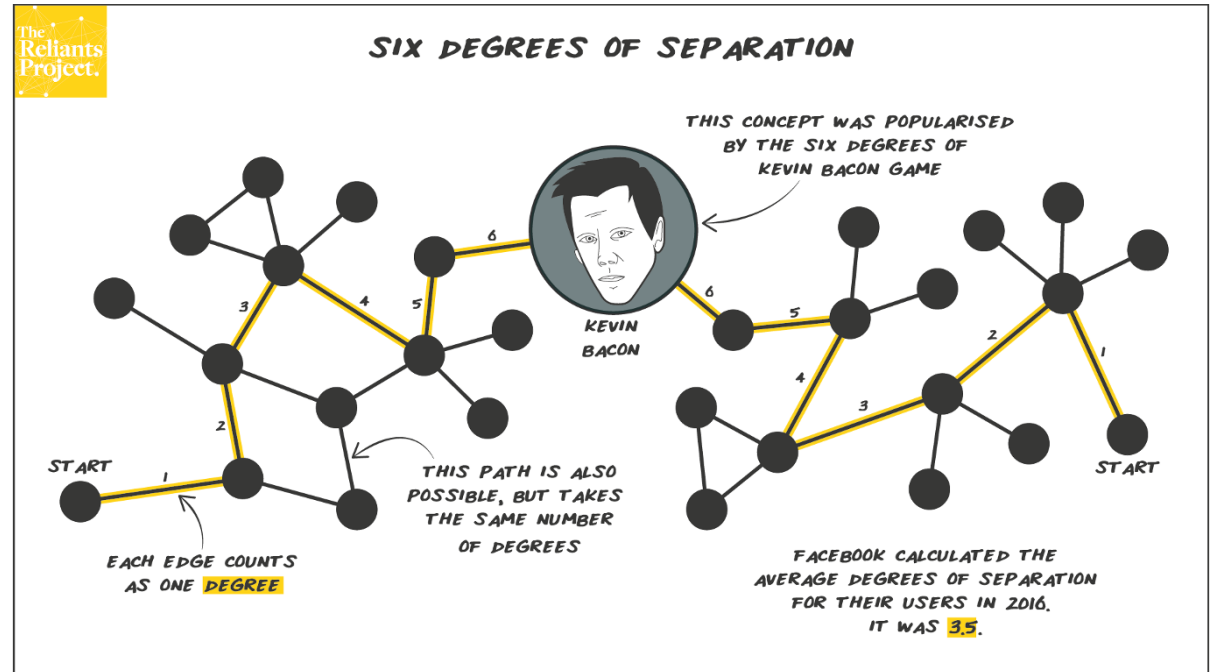 The
Reliants
Project.
SIX DEGREES OF SEPARATION
THIS CONCEPT WAS POPULARISED
BY THE SIX DEGREES OF
KEVIN BACON GAME
KEVIN
BACON
6
5
4
3
2
1
START
EACH EDGE COUNTS
AS ONE DEGREE
THIS PATH IS ALSO
POSSIBLE, BUT TAKES
THE SAME NUMBER
OF DEGREES
6
5
4
3
2
1
START
FACEBOOK CALCULATED THE
AVERAGE DEGREES OF SEPARATION
FOR THEIR USERS IN 2016.
IT WAS 3.5.